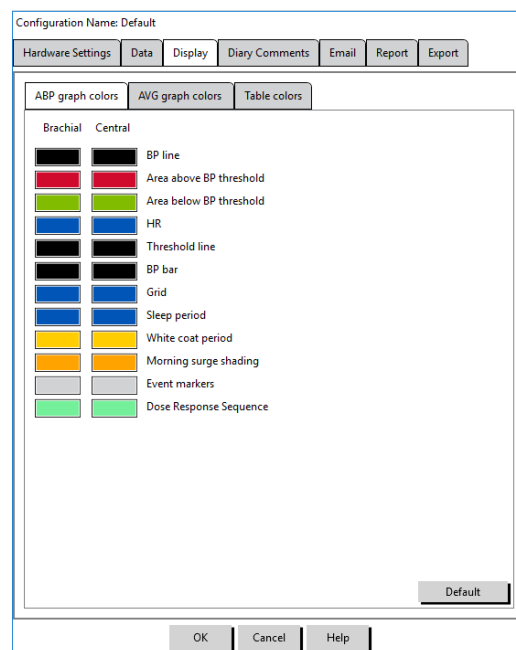 Configuration Name: Default
Hardware Settings Data Display Diary Comments Email Report Export
ABP graph colors AVG graph colors Table colors
Brachial Central
BP line
Area above BP threshold
Area below BP threshold
HR
Threshold line
BP bar
Grid
Sleep period
White coat period
Morning surge shading
Event markers
Dose Response Sequence
Default
OK Cancel Help